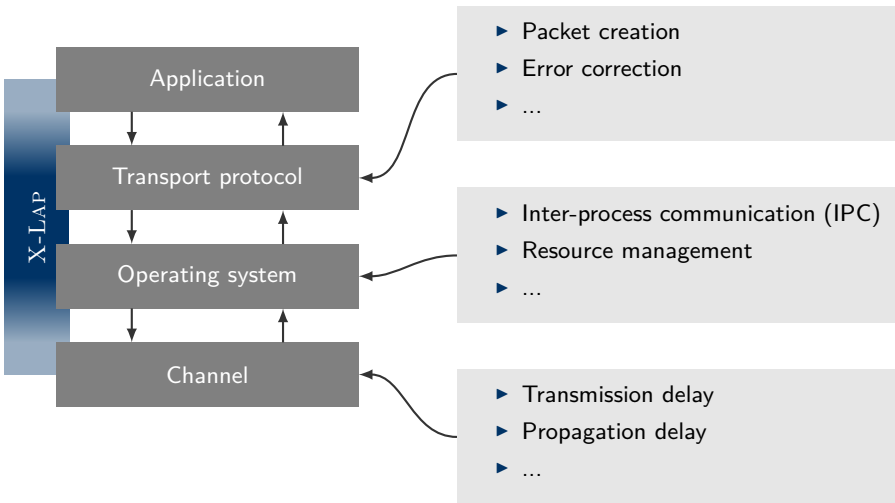 X-LAP
Application
Transport protocol
Operating system
Channel
▶ Packet creation
▶ Error correction
▶ ...
▶ Inter-process communication (IPC)
▶ Resource management
▶ ...
▶ Transmission delay
▶ Propagation delay
▶ ...